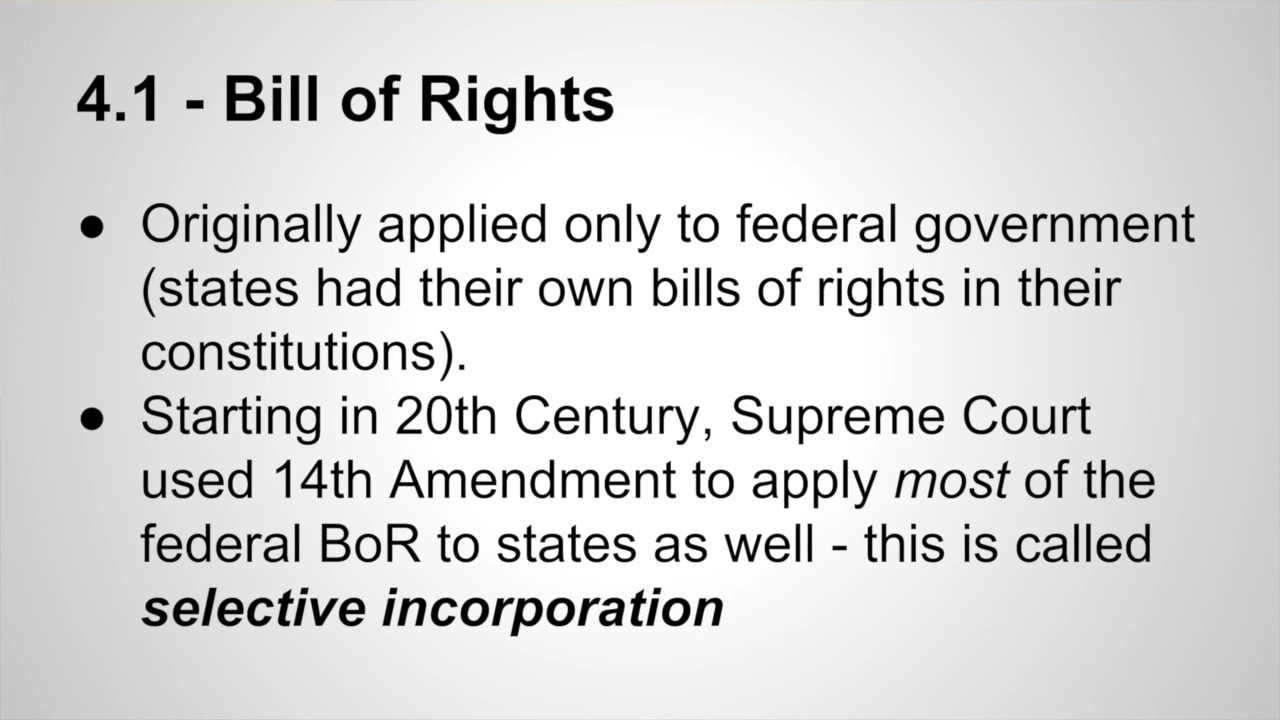 4.1 - Bill of Rights
● Originally applied only to federal government
(states had their own bills of rights in their
constitutions).
● Starting in 20th Century, Supreme Court
used 14th Amendment to apply most of the
federal BoR to states as well - this is called
selective incorporation